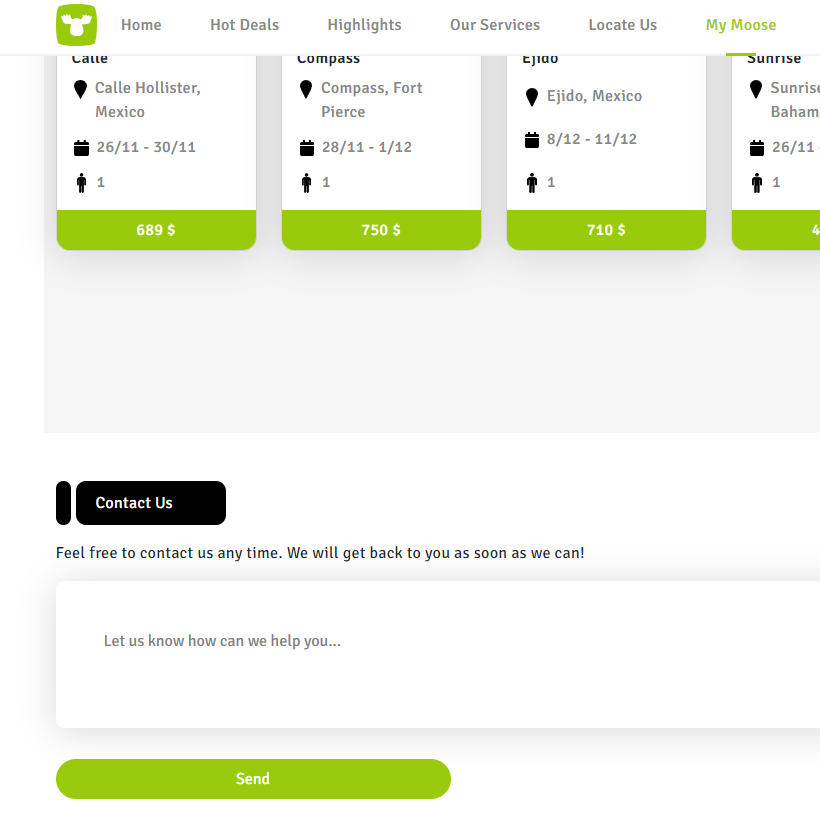 Home Hot Deals Highlights Our Services Locate Us My Moose
Calle
Calle Hollister,
Mexico
26/11 - 30/11
1
689 $
Compass
Compass, Fort
Pierce
28/11 - 1/12
1
750 $
Ejido
Ejido, Mexico
8/12 - 11/12
1
710 $
Sunrise
Sunrise
Baham
26/11 -
1
4
Contact Us
Feel free to contact us any time. We will get back to you as soon as we can!
Let us know how can we help you...
Send